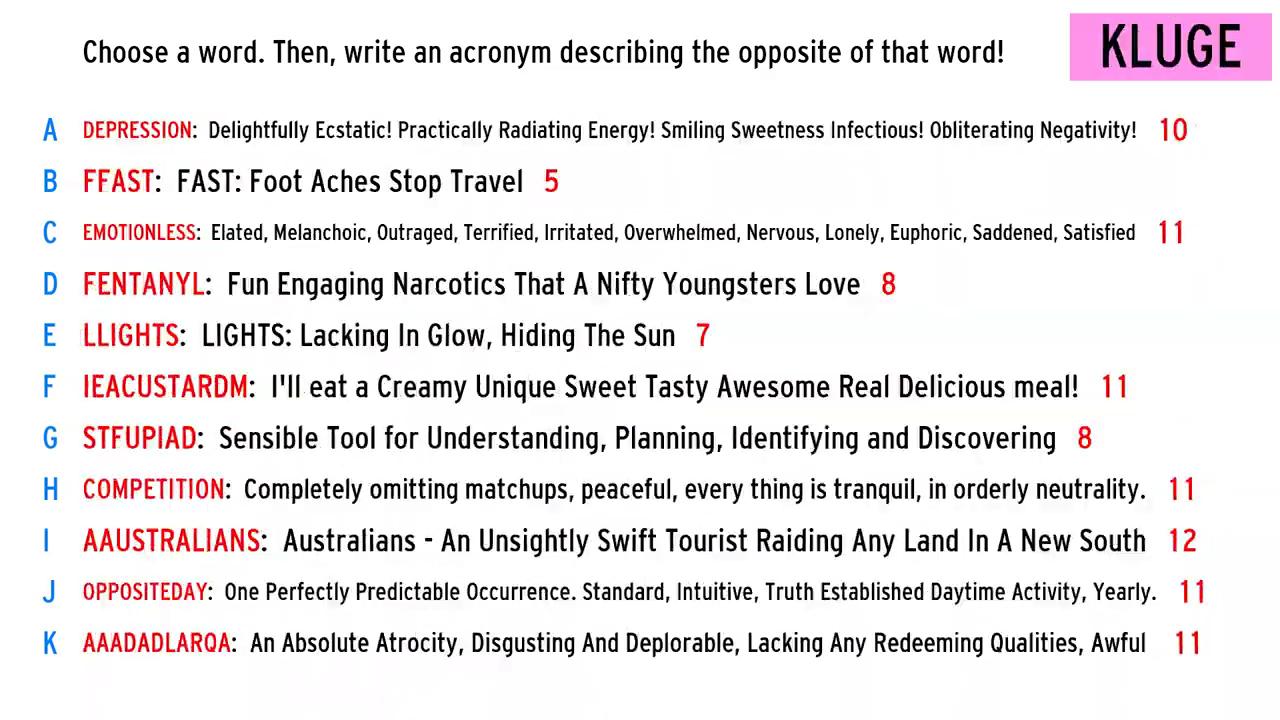 Choose a word. Then, write an acronym describing the opposite of that word! KLUGE
A DEPRESSION: Delightfully Ecstatic! Practically Radiating Energy! Smiling Sweetness Infectious! Obliterating Negativity! 10
B FFAST: FAST: Foot Aches Stop Travel 5
C EMOTIONLESS: Elated, Melanchoic, Outraged, Terrified, Irritated, Overwhelmed, Nervous, Lonely, Euphoric, Saddened, Satisfied 11
D FENTANYL: Fun Engaging Narcotics That A Nifty Youngsters Love 8
E LLIGHTS: LIGHTS: Lacking In Glow, Hiding The Sun 7
F IEACUSTARDM: I'll eat a Creamy Unique Sweet Tasty Awesome Real Delicious meal! 11
G STFUPIAD: Sensible Tool for Understanding, Planning, Identifying and Discovering 8
H COMPETITION: Completely omitting matchups, peaceful, every thing is tranquil, in orderly neutrality. 11
I AAUSTRALIANS: Australians - An Unsightly Swift Tourist Raiding Any Land In A New South 12
J OPPOSITEDAY: One Perfectly Predictable Occurrence. Standard, Intuitive, Truth Established Daytime Activity, Yearly. 11
K AAADADLARQA: An Absolute Atrocity, Disgusting And Deplorable, Lacking Any Redeeming Qualities, Awful 11